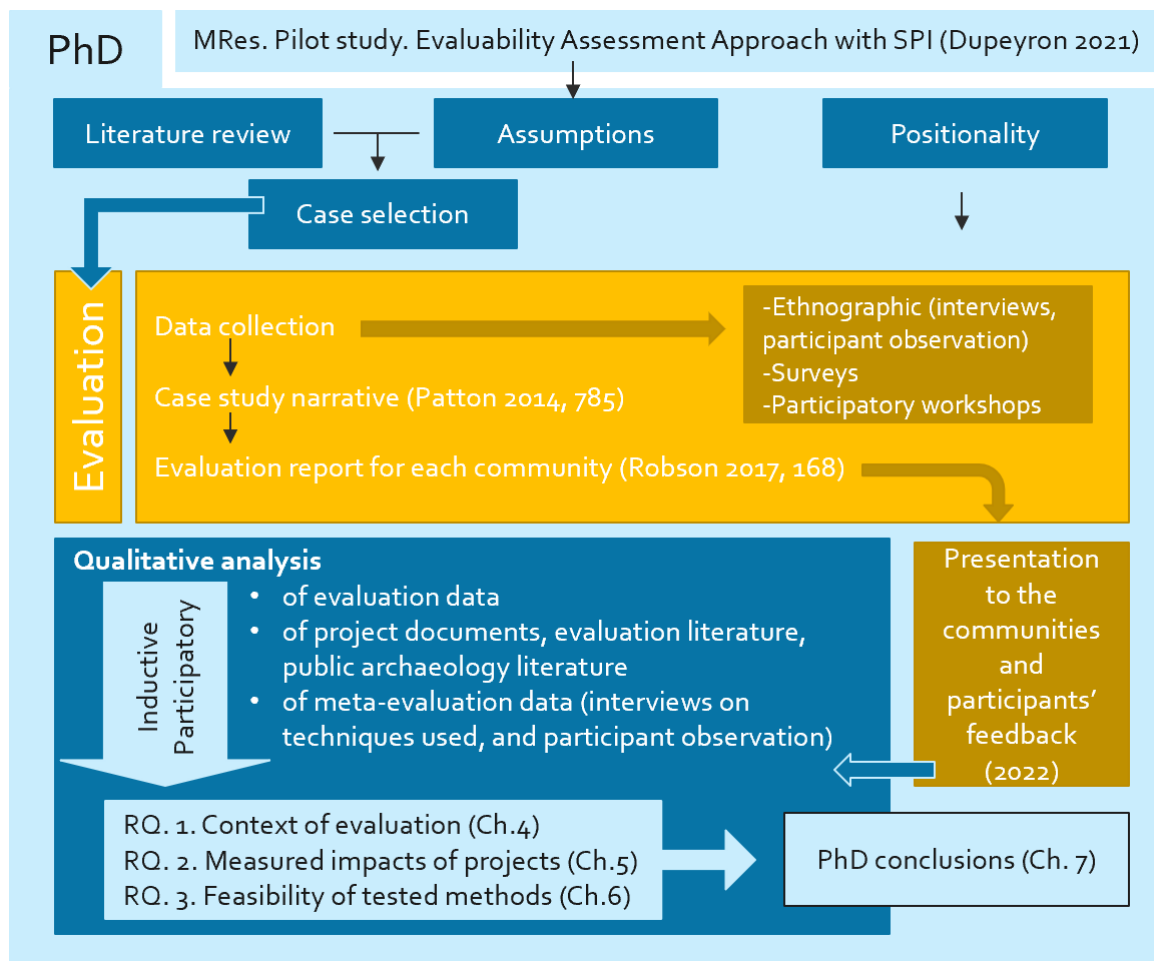 PhD
MRes. Pilot study. Evaluability Assessment Approach with SPI (Dupeyron 2021)
Literature review
Assumptions
Positionality
Case selection
Evaluation
Data collection
-Ethnographic (interviews,
participant observation)
-Surveys
-Participatory workshops
Case study narrative (Patton 2014, 785)
Evaluation report for each community (Robson 2017, 168)
Qualitative analysis
Inductive
Participatory
• of evaluation data
• of project documents, evaluation literature,
public archaeology literature
• of meta-evaluation data (interviews on
techniques used, and participant observation)
Presentation
to the
communities
and
participants’
feedback
(2022)
RQ. 1. Context of evaluation (Ch.4)
RQ. 2. Measured impacts of projects (Ch.5)
RQ. 3. Feasibility of tested methods (Ch.6)
PhD conclusions (Ch. 7)